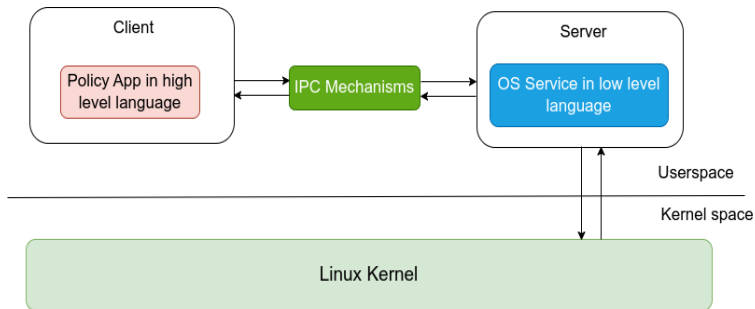 Client
Policy App in high
level language
IPC Mechanisms
Server
OS Service in low level
language
Userspace
Kernel space
Linux Kernel